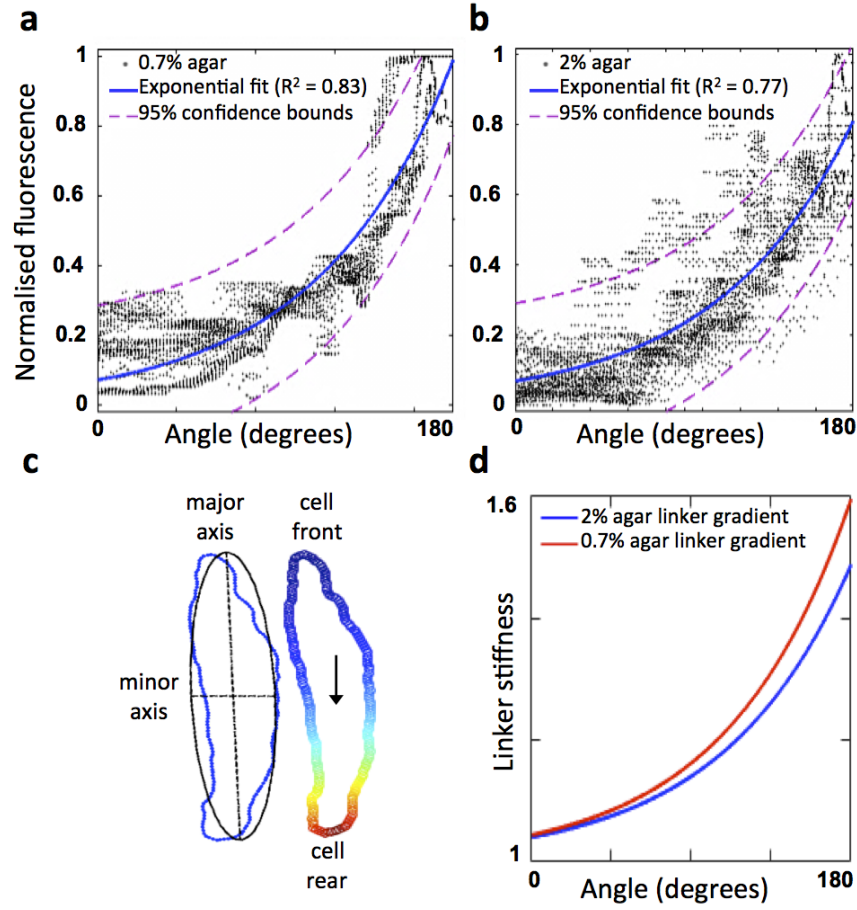 a
1
0.8
0.6
0.4
0.2
0
Normalised fluorescence
0.7% agar
Exponential fit (R² = 0.83)
95% confidence bounds
0
Angle (degrees)
180
b
1
0.8
0.6
0.4
0.2
0
2% agar
Exponential fit (R² = 0.77)
95% confidence bounds
0
Angle (degrees)
180
c
major
axis
cell
front
minor
axis
cell
rear
d
1.6
Linker stiffness
1
2% agar linker gradient
0.7% agar linker gradient
0
Angle (degrees)
180